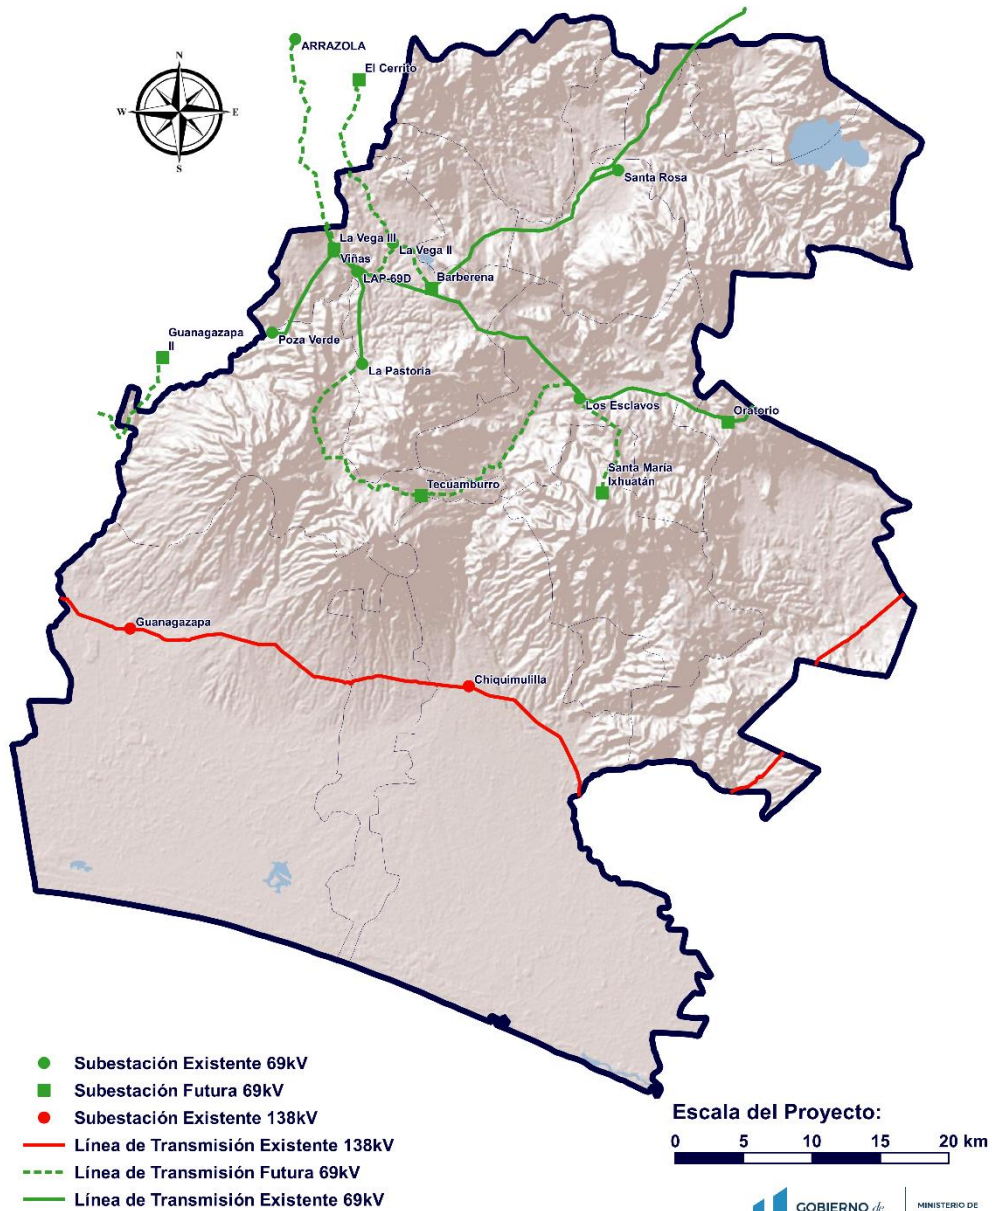 ARRAZOLA
El Cerrito
N
W
E
S
Santa Rosa
La Vega III
La Vega II
Viñas
LAP-69D
Barberena
Guanagazapa
II
Poza Verde
La Pastoria
Los Esclavos
Oratorio
Santa María
Ixhuatán
Tecuamburro
Guanagazapa
Chiquimulilla
Subestación Existente 69kV
Subestación Futura 69kV
Subestación Existente 138kV
Línea de Transmisión Existente 138kV
Línea de Transmisión Futura 69kV
Línea de Transmisión Existente 69kV
Escala del Proyecto:
0 5 10 15 20 km
GOBIERNO de
MINISTERIO DE